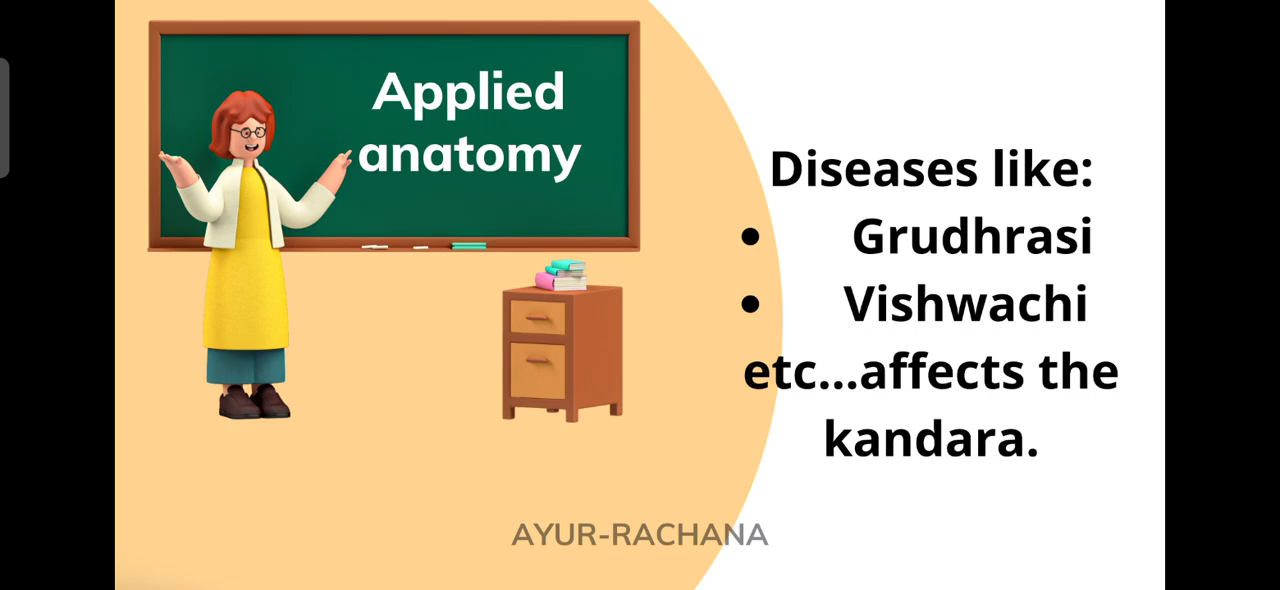 Applied
anatomy
Diseases like:
• Grudhrasi
• Vishwachi
etc...affects the
kandara.
AYUR-RACHANA